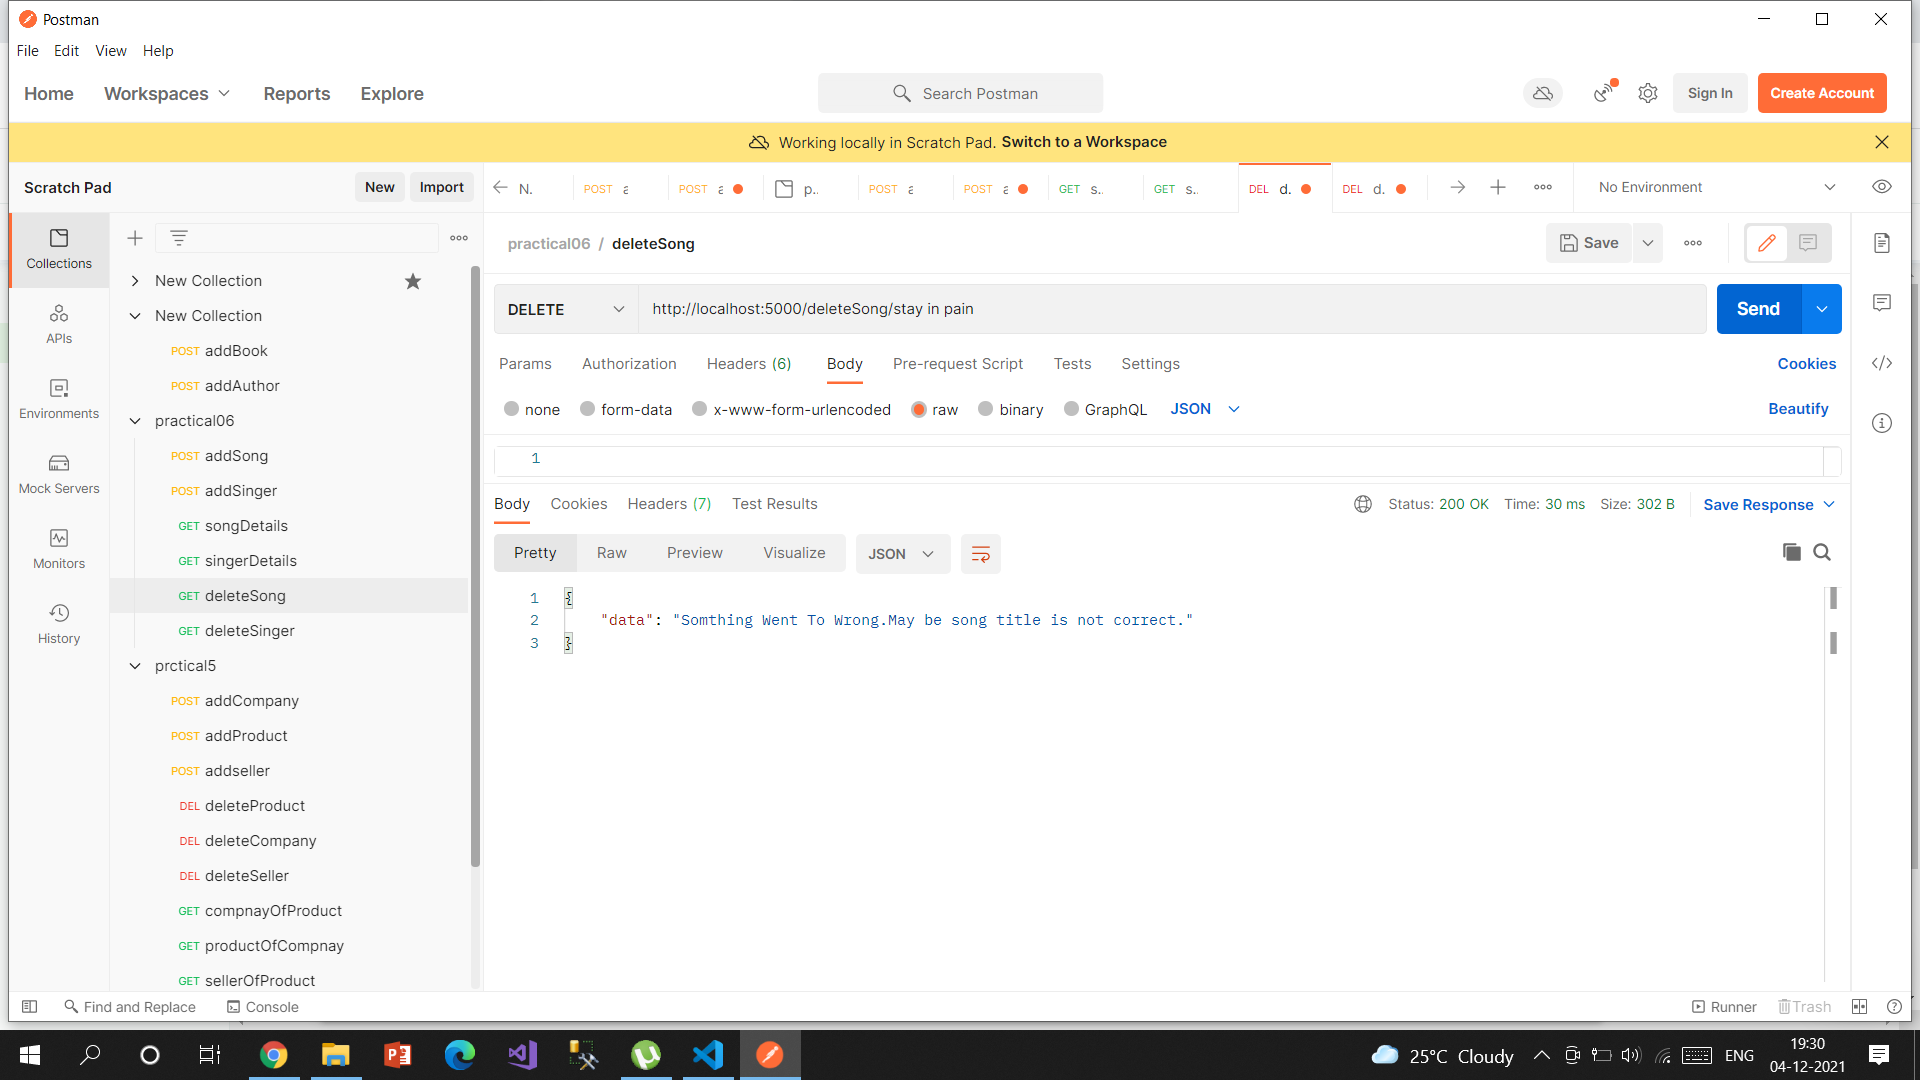 Postman
File Edit View Help
Home Workspaces Reports Explore
Search Postman
Sign In Create Account
Working locally in Scratch Pad. Switch to a Workspace
Scratch Pad New Import
N. POST a POST a p.. POST a POST a GET s.. GET s.. DEL d. DEL d. No Environment
Collections
APIs
Environments
Mock Servers
Monitors
History
New Collection
New Collection
POST addBook
POST addAuthor
practical06
POST addSong
POST addSinger
GET songDetails
GET singerDetails
GET deleteSong
GET deleteSinger
prctical5
POST addCompany
POST addProduct
POST addseller
DEL deleteProduct
DEL deleteCompany
DEL deleteSeller
GET compnayOfProduct
GET productOfCompnay
GET sellerOfProduct
practical06 / deleteSong Save
DELETE http://localhost:5000/deleteSong/stay in pain Send
Params Authorization Headers (6) Body Pre-request Script Tests Settings Cookies
none form-data x-www-form-urlencoded raw binary GraphQL JSON Beautify
1
Body Cookies Headers (7) Test Results Status: 200 OK Time: 30 ms Size: 302 B Save Response
Pretty Raw Preview Visualize JSON
1 {
2 "data": "Somthing Went To Wrong.May be song title is not correct."
3 }
Find and Replace Console Runner Trash
25°C Cloudy ENG 19:30
04-12-2021